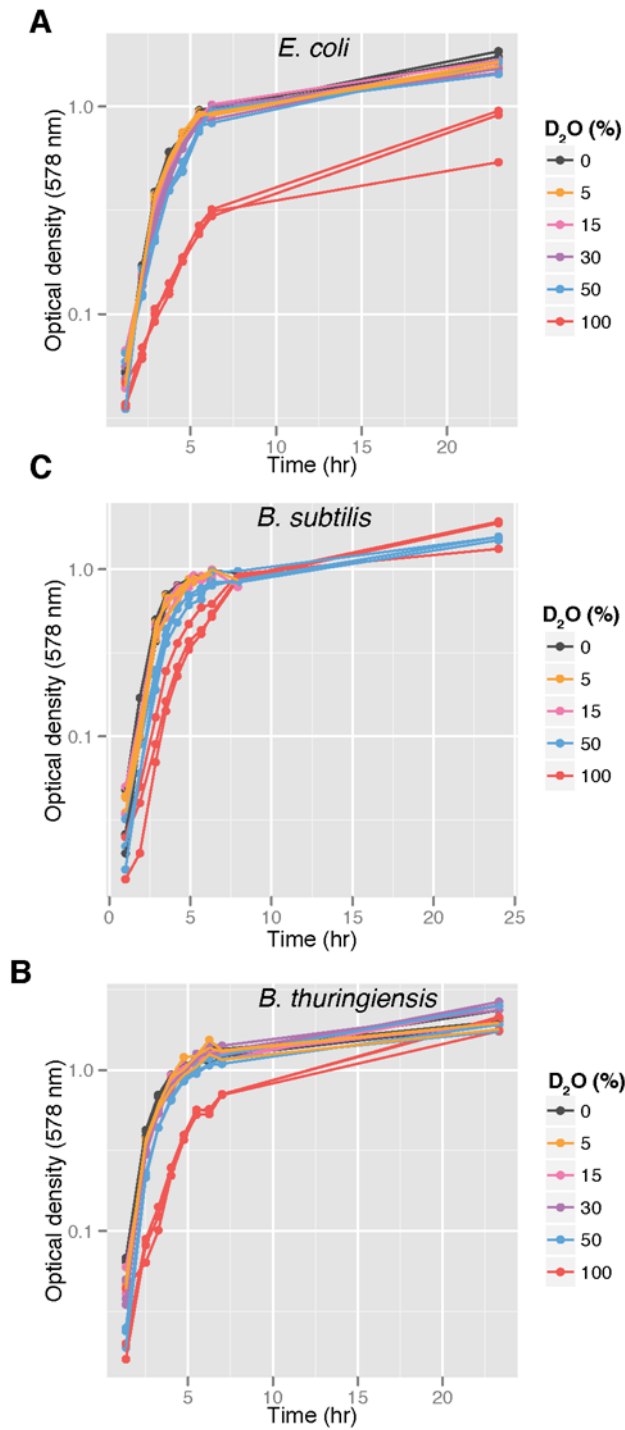 A
E. coli
Optical density (578 nm)
1.0
0.1
5
10
15
20
Time (hr)
D₂O (%)
0
5
15
30
50
100
C
B. subtilis
Optical density (578 nm)
1.0
0.1
0
5
10
15
20
25
Time (hr)
D₂O (%)
0
5
15
50
100
B
B. thuringiensis
Optical density (578 nm)
1.0
0.1
5
10
15
20
Time (hr)
D₂O (%)
0
5
15
30
50
100